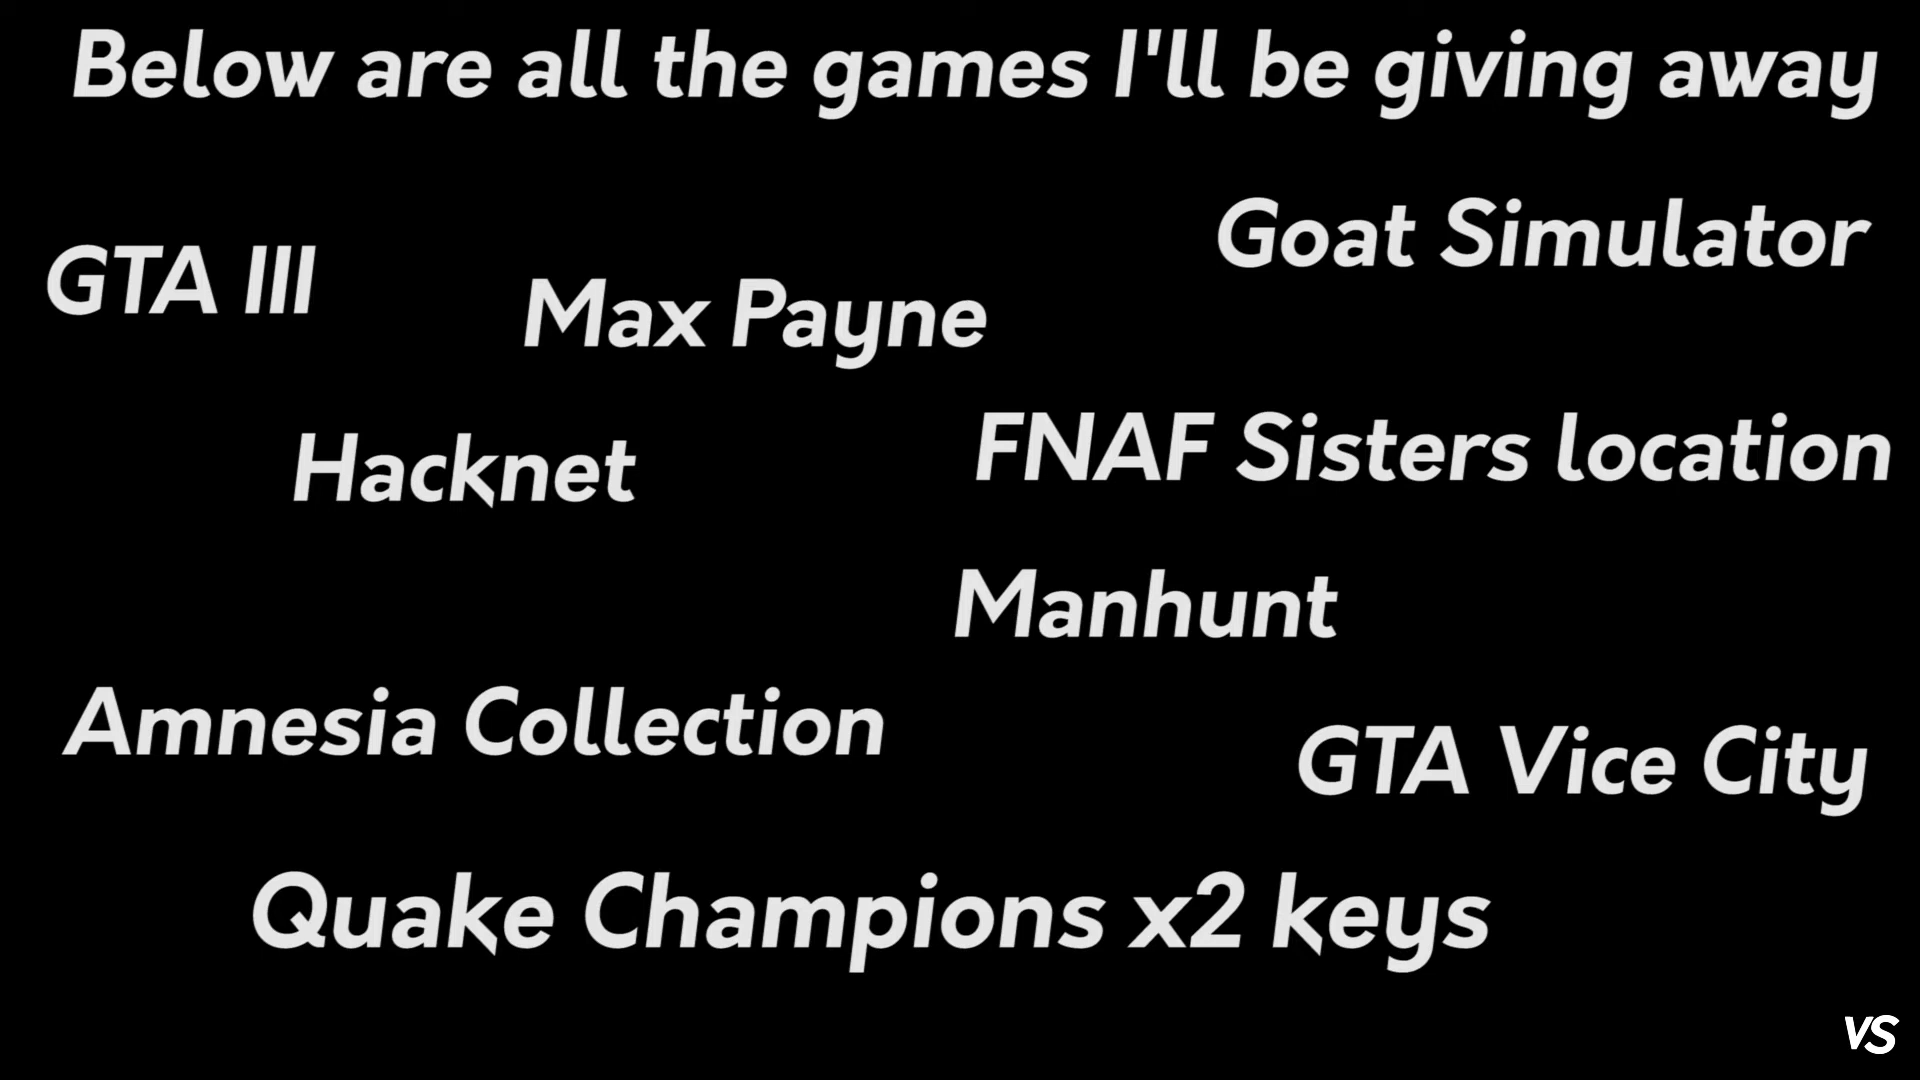 Below are all the games I'll be giving away
Goat Simulator
GTA III
Max Payne
FNAF Sisters location
Hacknet
Manhunt
Amnesia Collection
GTA Vice City
Quake Champions x2 keys
VS